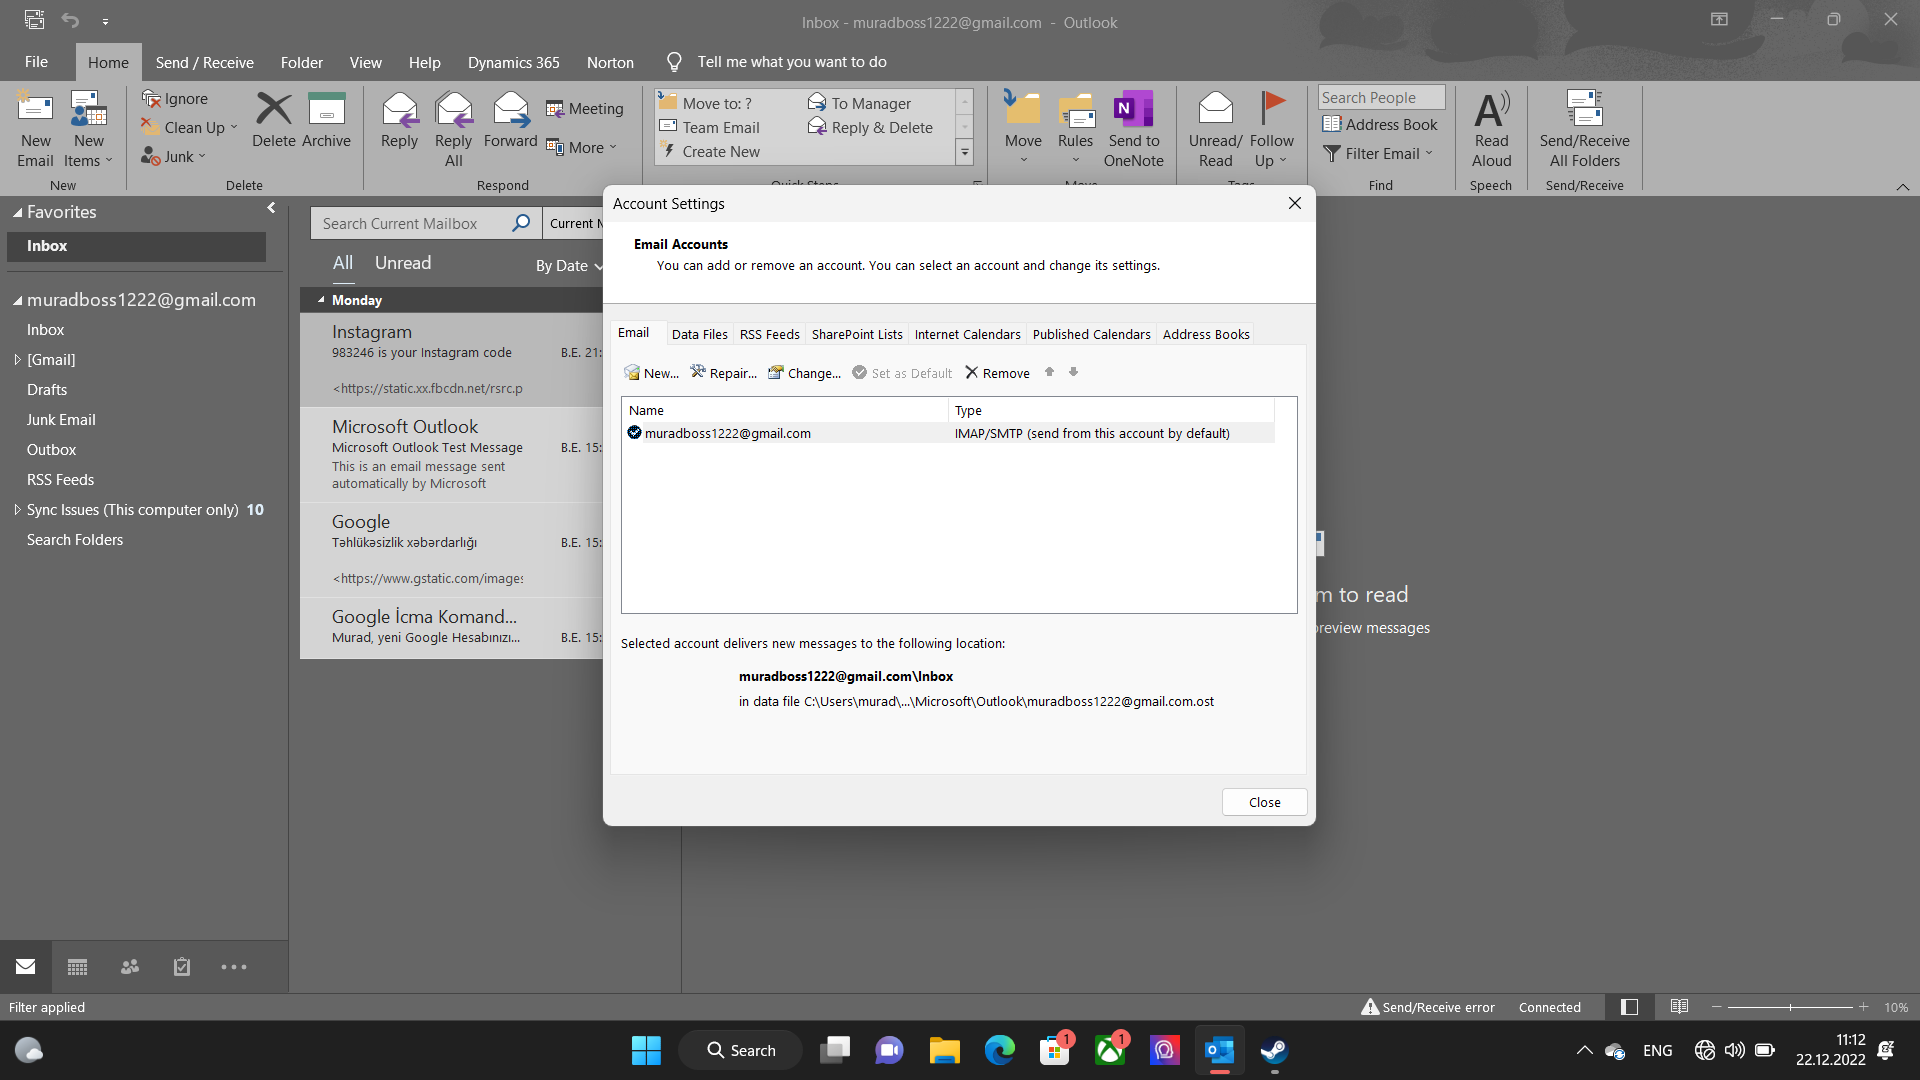 Inbox - muradboss1222@gmail.com - Outlook
File
Home
Send / Receive
Folder
View
Help
Dynamics 365
Norton
Tell me what you want to do
New Email
New Items
New
Ignore
Clean Up
Junk
Delete
Archive
Delete
Reply
Reply All
Forward
Meeting
More
Respond
Move to: ?
Team Email
Create New
To Manager
Reply & Delete
Quick Steps
Move
Rules
Send to OneNote
Move
Unread/ Read
Follow Up
Tags
Search People
Address Book
Filter Email
Find
Read Aloud
Speech
Send/Receive All Folders
Send/Receive
Favorites
Inbox
muradboss1222@gmail.com
Inbox
[Gmail]
Drafts
Junk Email
Outbox
RSS Feeds
Sync Issues (This computer only) 10
Search Folders
Search Current Mailbox
Current
All
Unread
By Date
Monday
Instagram
983246 is your Instagram code
B.E. 21:
<https://static.xx.fbcdn.net/rsrc.p
Microsoft Outlook
Microsoft Outlook Test Message
B.E. 15:
This is an email message sent
automatically by Microsoft
Google
Təhlükəsizlik xəbərdarlığı
B.E. 15:
<https://www.gstatic.com/images
Google İcma Komand...
Murad, yeni Google Hesabınızı...
B.E. 15:
Account Settings
Email Accounts
You can add or remove an account. You can select an account and change its settings.
Email
Data Files
RSS Feeds
SharePoint Lists
Internet Calendars
Published Calendars
Address Books
New...
Repair...
Change...
Set as Default
Remove
Name
Type
muradboss1222@gmail.com
IMAP/SMTP (send from this account by default)
Selected account delivers new messages to the following location:
muradboss1222@gmail.com\Inbox
in data file C:\Users\murad\...\Microsoft\Outlook\muradboss1222@gmail.com.ost
Close
m to read
preview messages
Filter applied
Send/Receive error
Connected
10%
Search
1
1
ENG
11:12
22.12.2022